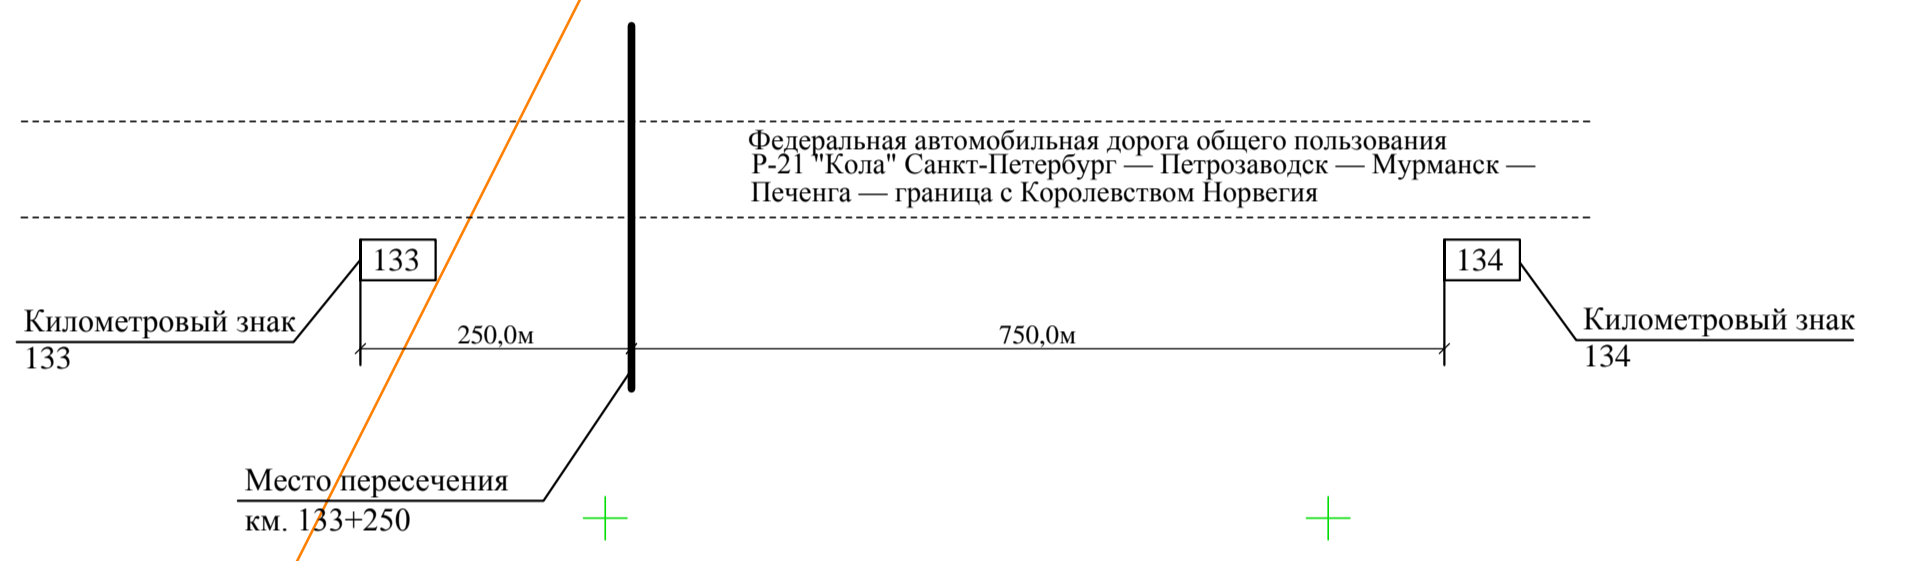 Федеральная автомобильная дорога общего пользования
Р-21 "Кола" Санкт-Петербург — Петрозаводск — Мурманск —
Печенга — граница с Королевством Норвегия
133
134
Километровый знак
133
250,0м
750,0м
Километровый знак
134
Место пересечения
км. 133+250